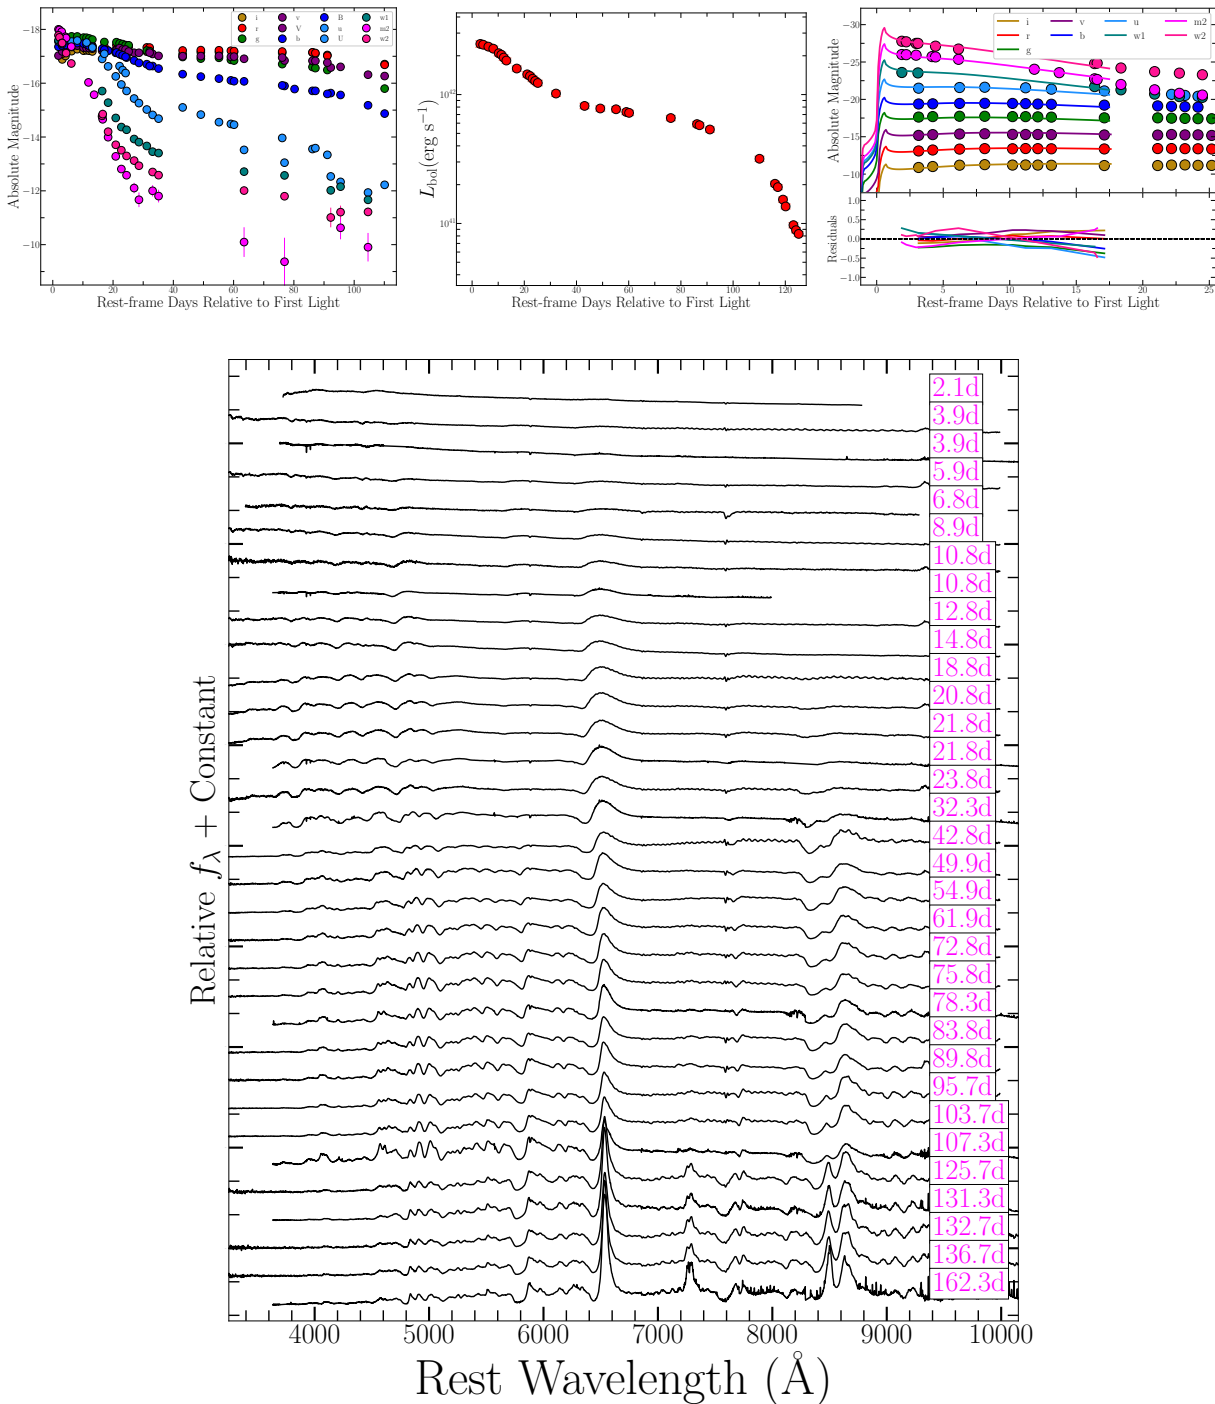 −18
−16
−14
−12
−10
Absolute Magnitude
i v B w1
r V u m2
g b U w2
0 20 40 60 80 100
Rest-frame Days Relative to First Light
L_bol(erg s⁻¹)
10⁴²
10⁴¹
0 20 40 60 80 100 120
Rest-frame Days Relative to First Light
−30
−25
−20
−15
−10
Absolute Magnitude
i v u m2
r b w1 w2
g
1.0
0.5
0.0
−0.5
−1.0
Residuals
0 5 10 15 20 25
Rest-frame Days Relative to First Light
2.1d
3.9d
3.9d
5.9d
6.8d
8.9d
10.8d
10.8d
12.8d
14.8d
18.8d
20.8d
21.8d
21.8d
23.8d
32.3d
42.8d
49.9d
54.9d
61.9d
72.8d
75.8d
78.3d
83.8d
89.8d
95.7d
103.7d
107.3d
125.7d
131.3d
132.7d
136.7d
162.3d
Relative f_λ + Constant
4000 5000 6000 7000 8000 9000 10000
Rest Wavelength (Å)